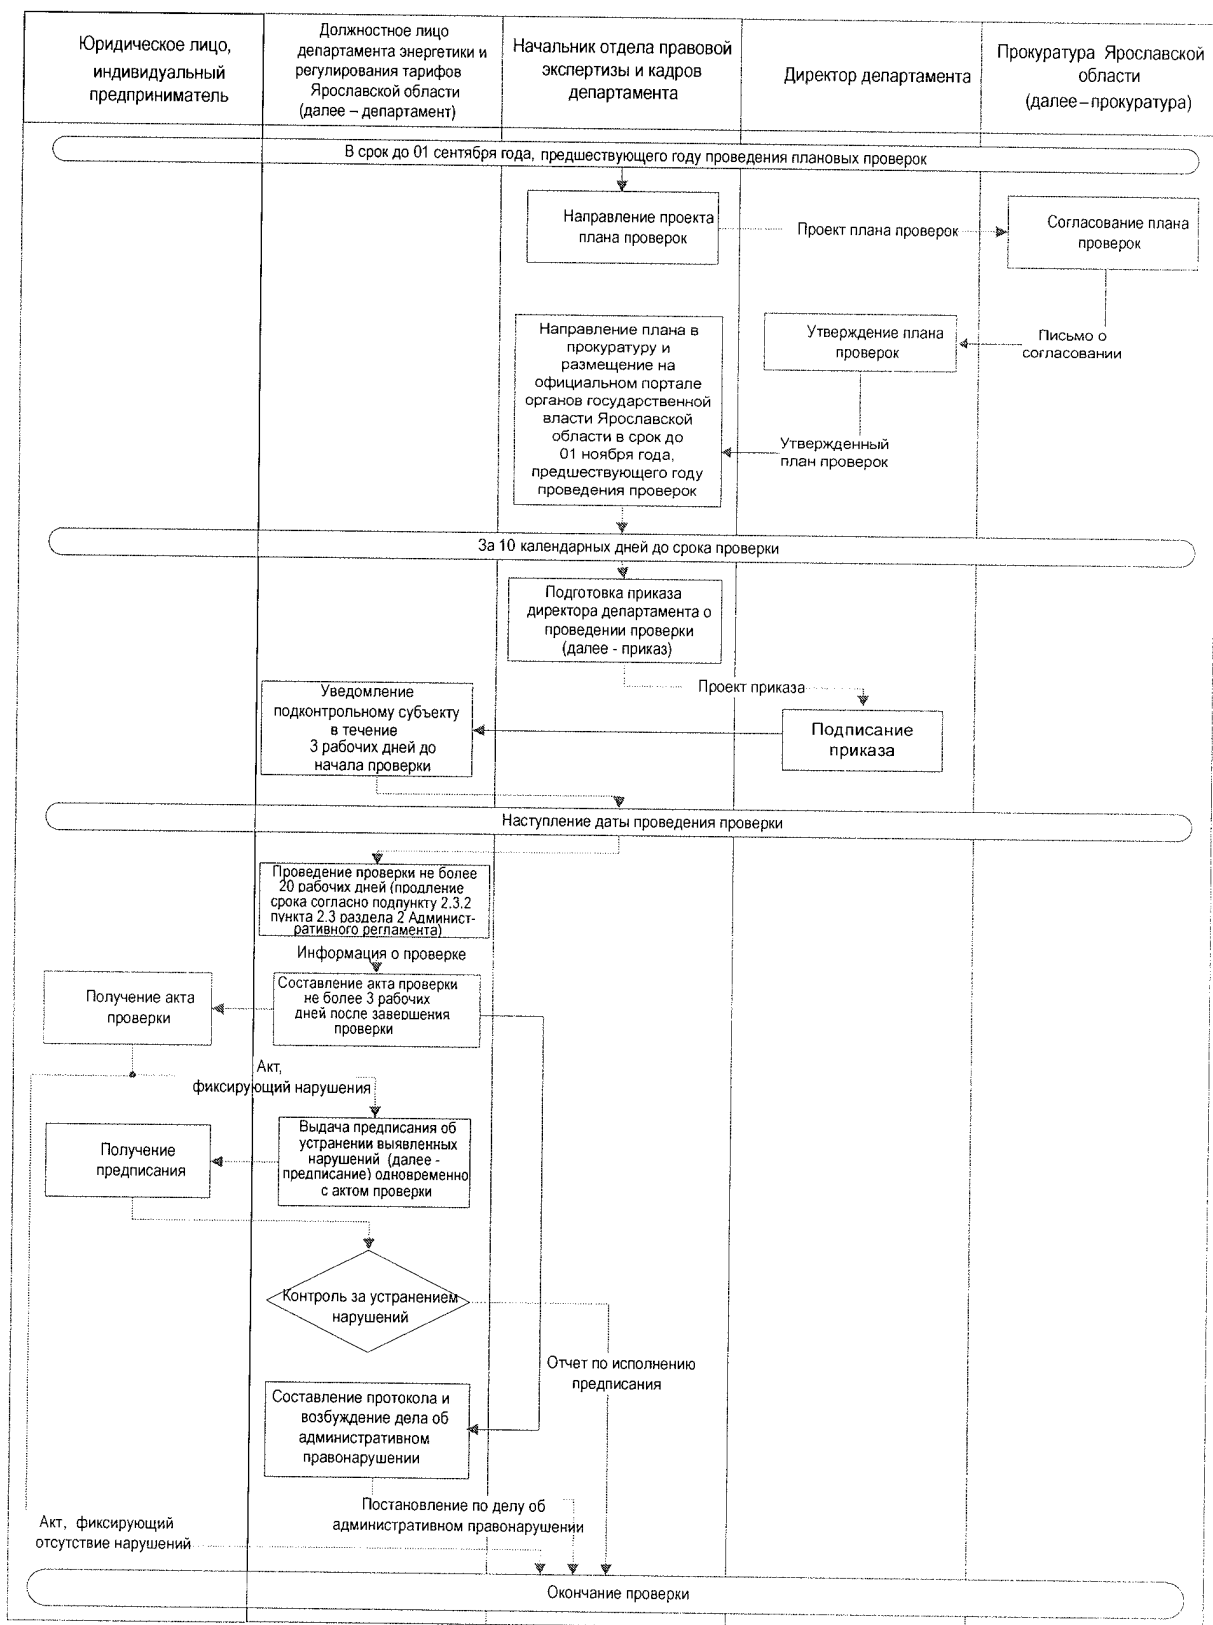 Юридическое лицо,
индивидуальный
предприниматель
Должностное лицо
департамента энергетики и
регулирования тарифов
Ярославской области
(далее – департамент)
Начальник отдела правовой
экспертизы и кадров
департамента
Директор департамента
Прокуратура Ярославской
области
(далее – прокуратура)
В срок до 01 сентября года, предшествующего году проведения плановых проверок
Направление проекта
плана проверок
Проект плана проверок
Согласование плана
проверок
Письмо о
согласовании
Утверждение плана
проверок
Утвержденный
план проверок
Направление плана в
прокуратуру и
размещение на
официальном портале
органов государственной
власти Ярославской
области в срок до
01 ноября года,
предшествующего году
проведения проверок
За 10 календарных дней до срока проверки
Подготовка приказа
директора департамента о
проведении проверки
(далее - приказ)
Проект приказа
Подписание
приказа
Уведомление
подконтрольному субъекту
в течение
3 рабочих дней до
начала проверки
Наступление даты проведения проверки
Проведение проверки не более
20 рабочих дней (продление
срока согласно подпункту 2.3.2
пункта 2.3 раздела 2 Админист-
ративного регламента)
Информация о проверке
Составление акта проверки
не более 3 рабочих
дней после завершения
проверки
Получение акта
проверки
Акт,
фиксирующий нарушения
Выдача предписания об
устранении выявленных
нарушений (далее -
предписание) одновременно
с актом проверки
Получение
предписания
Контроль за устранением
нарушений
Отчет по исполнению
предписания
Составление протокола и
возбуждение дела об
административном
правонарушении
Постановление по делу об
административном правонарушении
Акт, фиксирующий
отсутствие нарушений
Окончание проверки